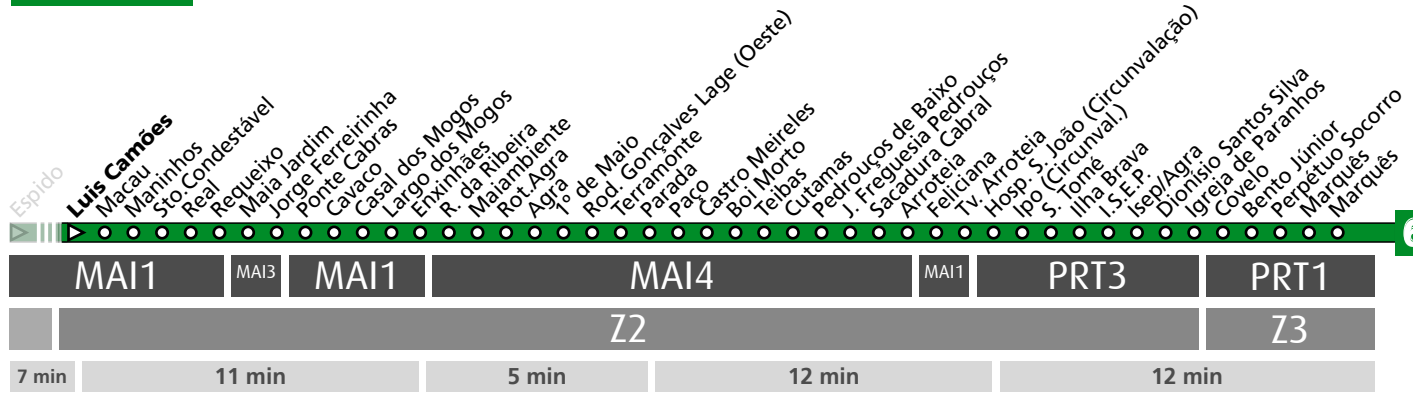 Espido
Luis Camões
Macau
Maninhos
Sto.Condestável
Real
Requeixo
Maia Jardim
Jorge Ferreirinha
Ponte Cabras
Cavaco
Casal dos Mogos
Largo dos Mogos
Enxinhães
R. da Ribeira
Maiambiente
Rot.Agra
Agra
1º de Maio
Rod. Gonçalves Lage (Oeste)
Terramonte
Parada
Paço
Castro Meireles
Boi Morto
Teibas
Cutamas
Pedrouços de Baixo
J. Freguesia Pedrouços
Sacadura Cabral
Arroteia
Feliciana
Tv. Arroteia
Hosp. S. João (Circunvalação)
Ipo (Circunval.)
S. Tomé
Ilha Brava
I.S.E.P.
Isep/Agra
Dionísio Santos Silva
Igreja de Paranhos
Covelo
Bento Júnior
Perpétuo Socorro
Marquês
Marquês
MAI1 MAI3 MAI1 MAI4 MAI1 PRT3 PRT1
Z2 Z3
7 min 11 min 5 min 12 min 12 min